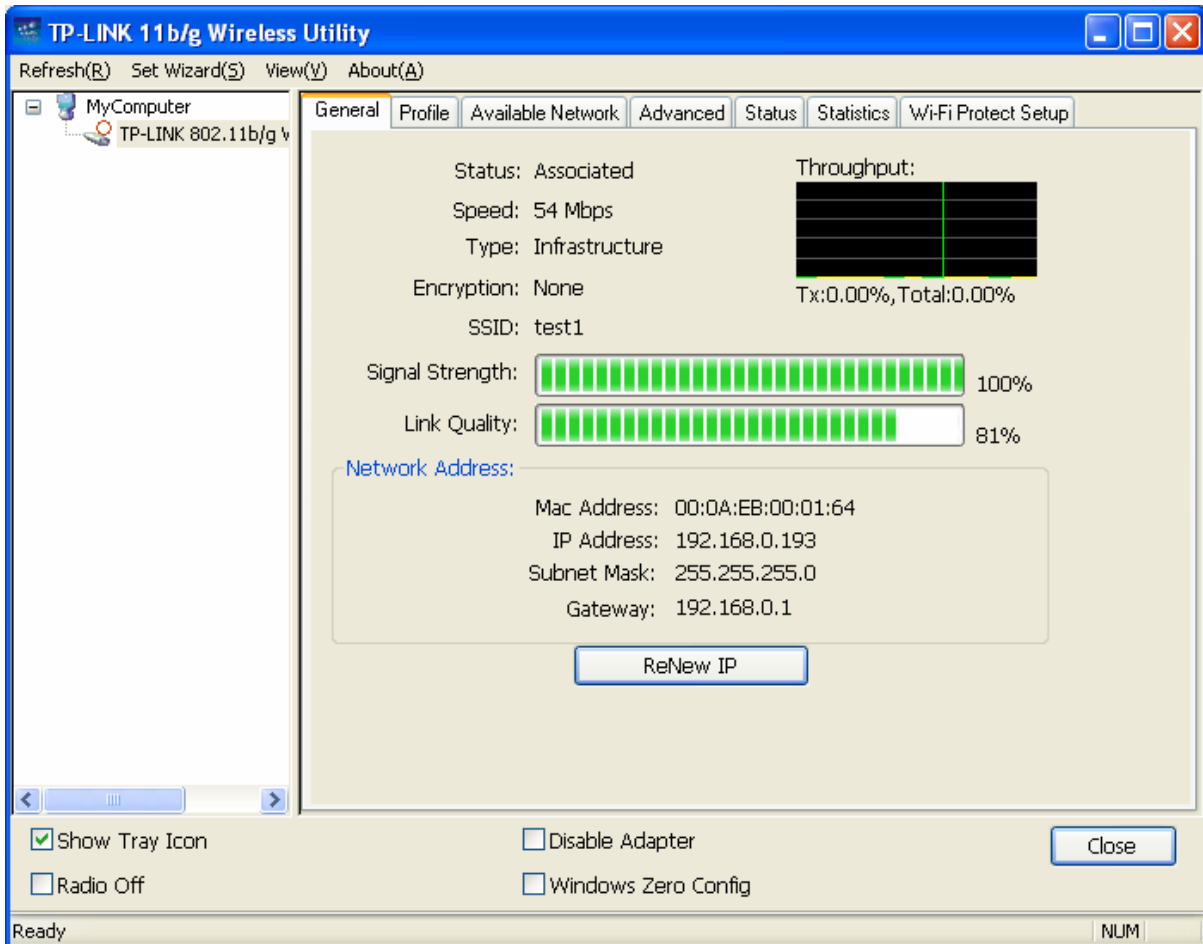 TP-LINK 11b/g Wireless Utility
Refresh(R) Set Wizard(S) View(V) About(A)
MyComputer
TP-LINK 802.11b/g
General Profile Available Network Advanced Status Statistics Wi-Fi Protect Setup
Status: Associated
Speed: 54 Mbps
Type: Infrastructure
Encryption: None
SSID: test1
Throughput:
Tx:0.00%,Total:0.00%
Signal Strength: 100%
Link Quality: 81%
Network Address:
Mac Address: 00:0A:EB:00:01:64
IP Address: 192.168.0.193
Subnet Mask: 255.255.255.0
Gateway: 192.168.0.1
ReNew IP
Show Tray Icon
Disable Adapter
Close
Radio Off
Windows Zero Config
Ready
NUM